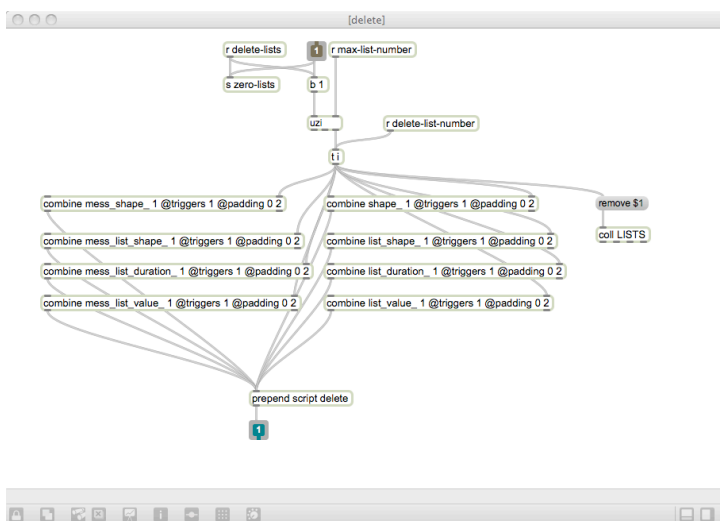 [delete]
r delete-lists
1
r max-list-number
s zero-lists
b 1
uzi
r delete-list-number
t i
combine mess_shape_ 1 @triggers 1 @padding 0 2
combine shape_ 1 @triggers 1 @padding 0 2
remove $1
combine mess_list_shape_ 1 @triggers 1 @padding 0 2
combine list_shape_ 1 @triggers 1 @padding 0 2
coll LISTS
combine mess_list_duration_ 1 @triggers 1 @padding 0 2
combine list_duration_ 1 @triggers 1 @padding 0 2
combine mess_list_value_ 1 @triggers 1 @padding 0 2
combine list_value_ 1 @triggers 1 @padding 0 2
prepend script delete
1